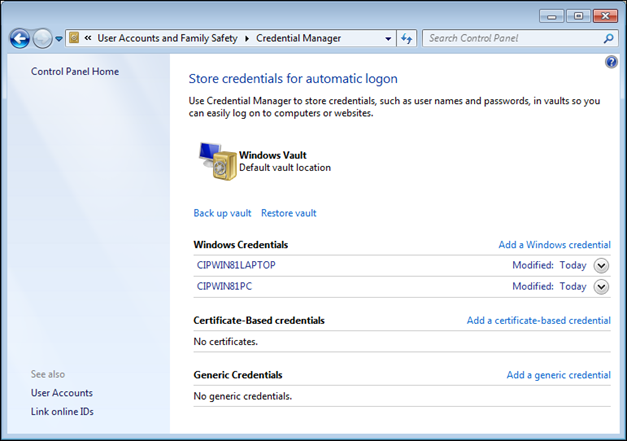 « User Accounts and Family Safety ▸ Credential Manager
Search Control Panel
Control Panel Home
Store credentials for automatic logon
Use Credential Manager to store credentials, such as user names and passwords, in vaults so you
can easily log on to computers or websites.
Windows Vault
Default vault location
Back up vault Restore vault
Windows Credentials Add a Windows credential
CIPWIN81LAPTOP Modified: Today
CIPWIN81PC Modified: Today
Certificate-Based credentials Add a certificate-based credential
No certificates.
Generic Credentials Add a generic credential
No generic credentials.
See also
User Accounts
Link online IDs